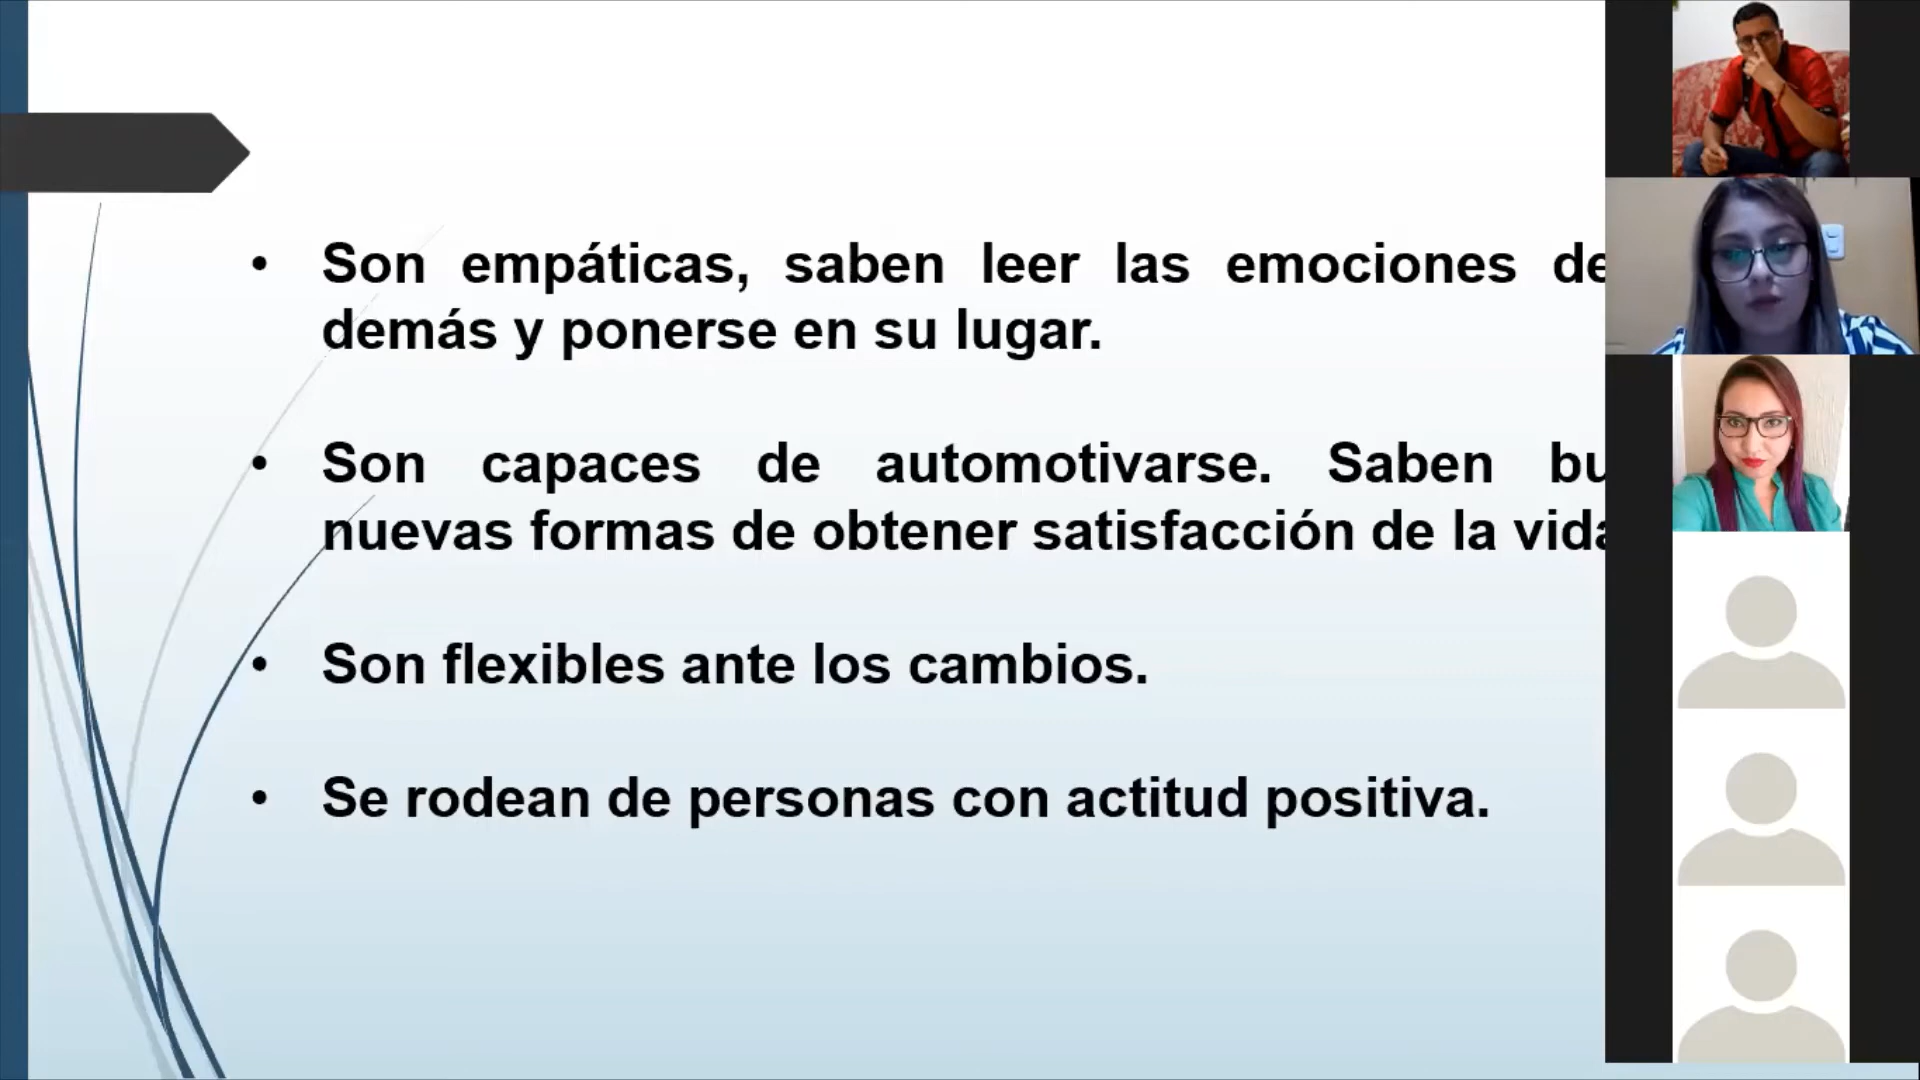 • Son empáticas, saben leer las emociones de
demás y ponerse en su lugar.
• Son capaces de automotivarse. Saben
nuevas formas de obtener satisfacción de la vida
• Son flexibles ante los cambios.
• Se rodean de personas con actitud positiva.